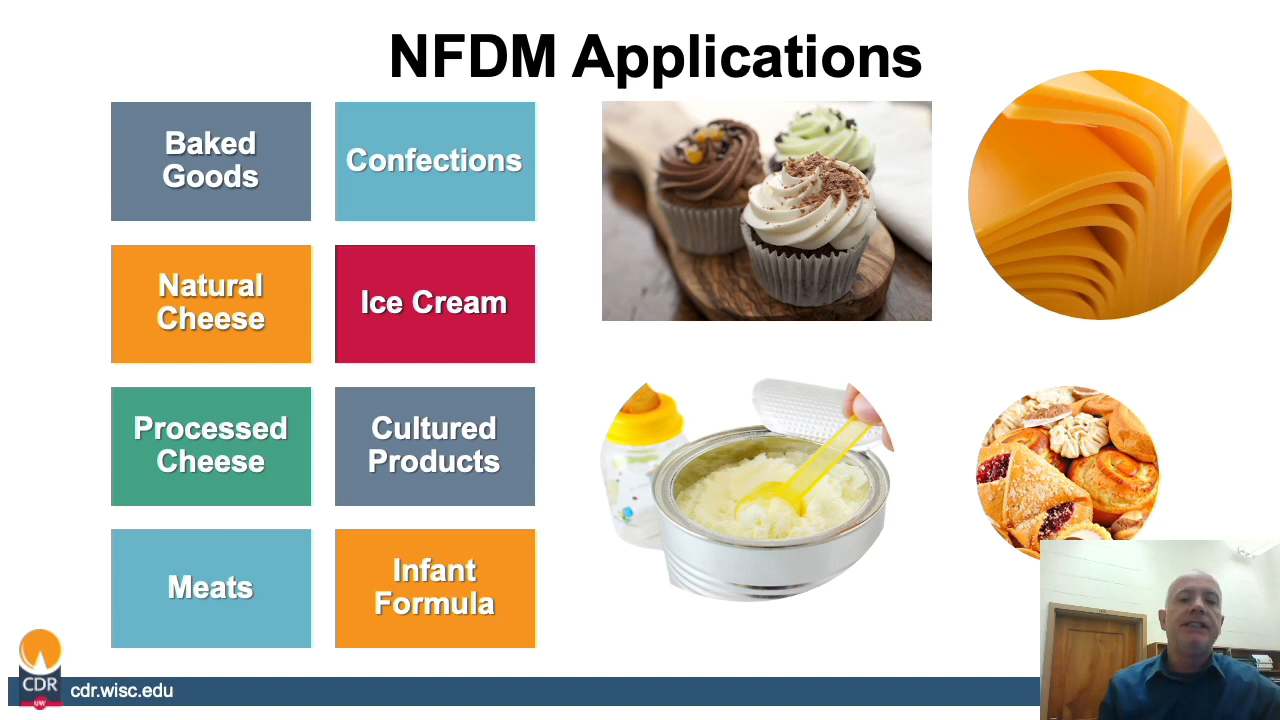 NFDM Applications
Baked
Goods
Confections
Natural
Cheese
Ice Cream
Processed
Cheese
Cultured
Products
Meats
Infant
Formula
CDR
UW
cdr.wisc.edu